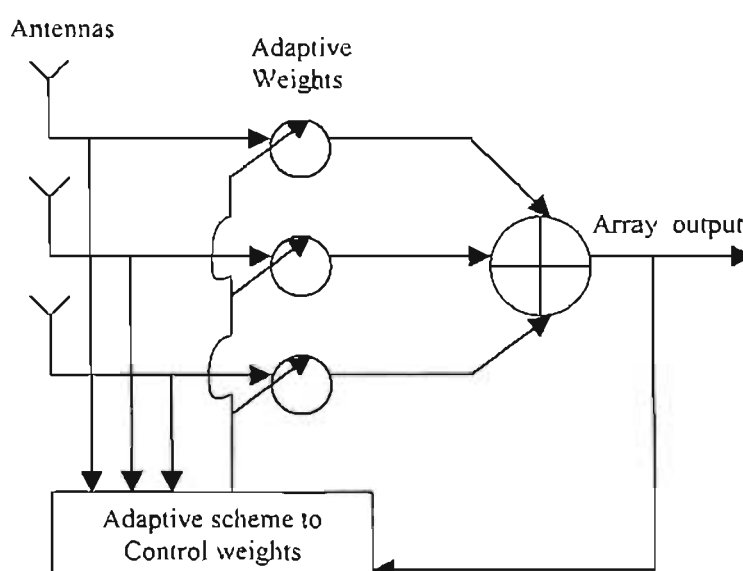 Antennas
Adaptive
Weights
Array output
Adaptive scheme to
Control weights